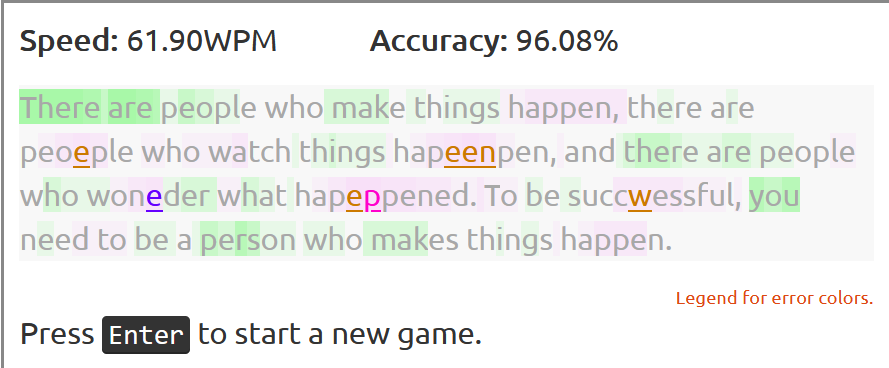 Speed: 61.90WPM Accuracy: 96.08%
There are people who make things happen, there are
peoeple who watch things hapeenpen, and there are people
who woneder what hapeppened. To be succwessful, you
need to be a person who makes things happen.
Legend for error colors.
Press Enter to start a new game.